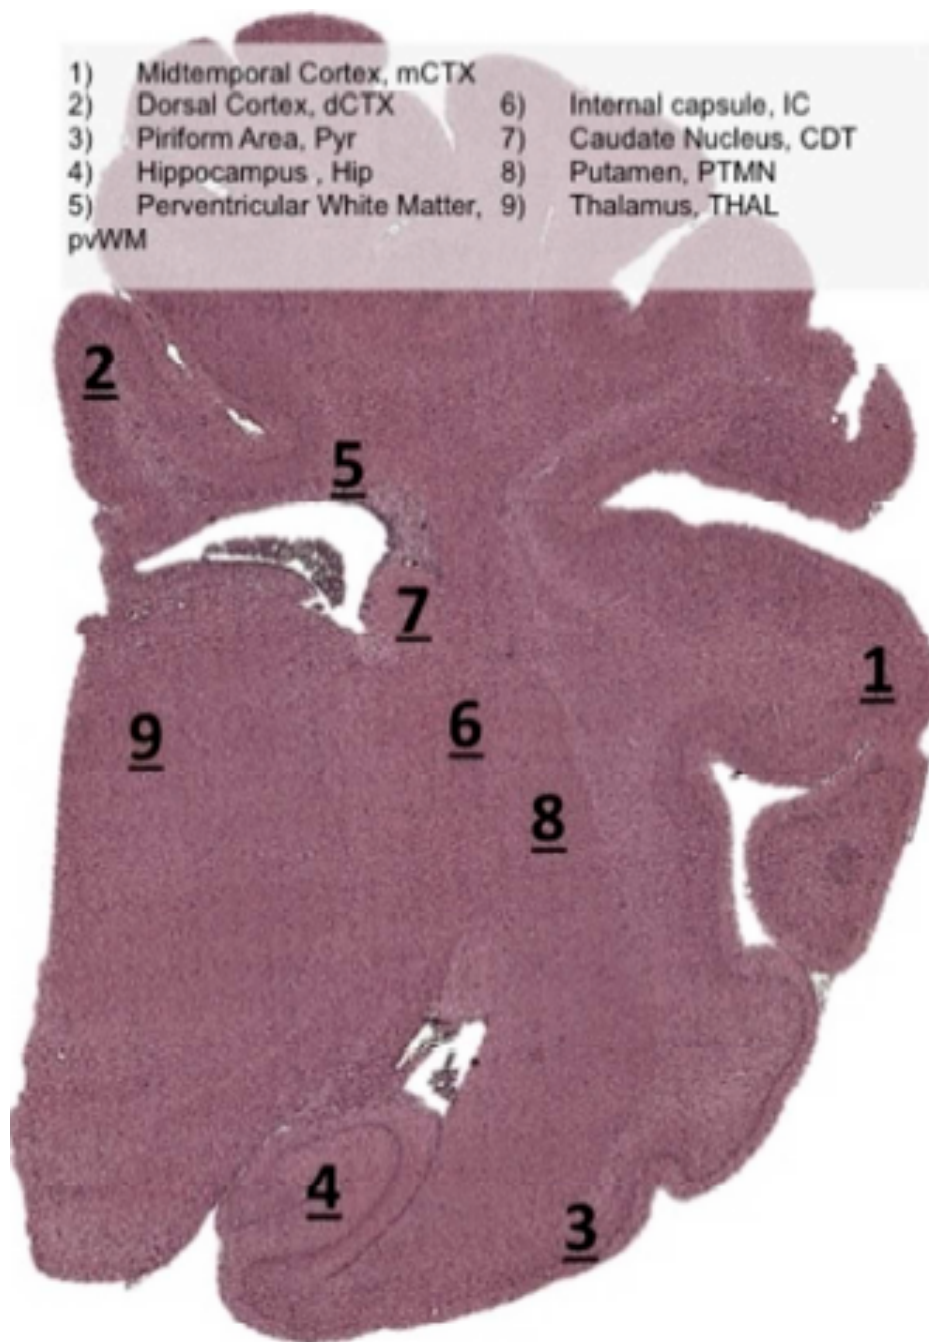 1) Midtemporal Cortex, mCTX
2) Dorsal Cortex, dCTX
3) Piriform Area, Pyr
4) Hippocampus , Hip
5) Perventricular White Matter,
pvWM
6) Internal capsule, IC
7) Caudate Nucleus, CDT
8) Putamen, PTMN
9) Thalamus, THAL
2
5
7
1
6
9
8
4
3